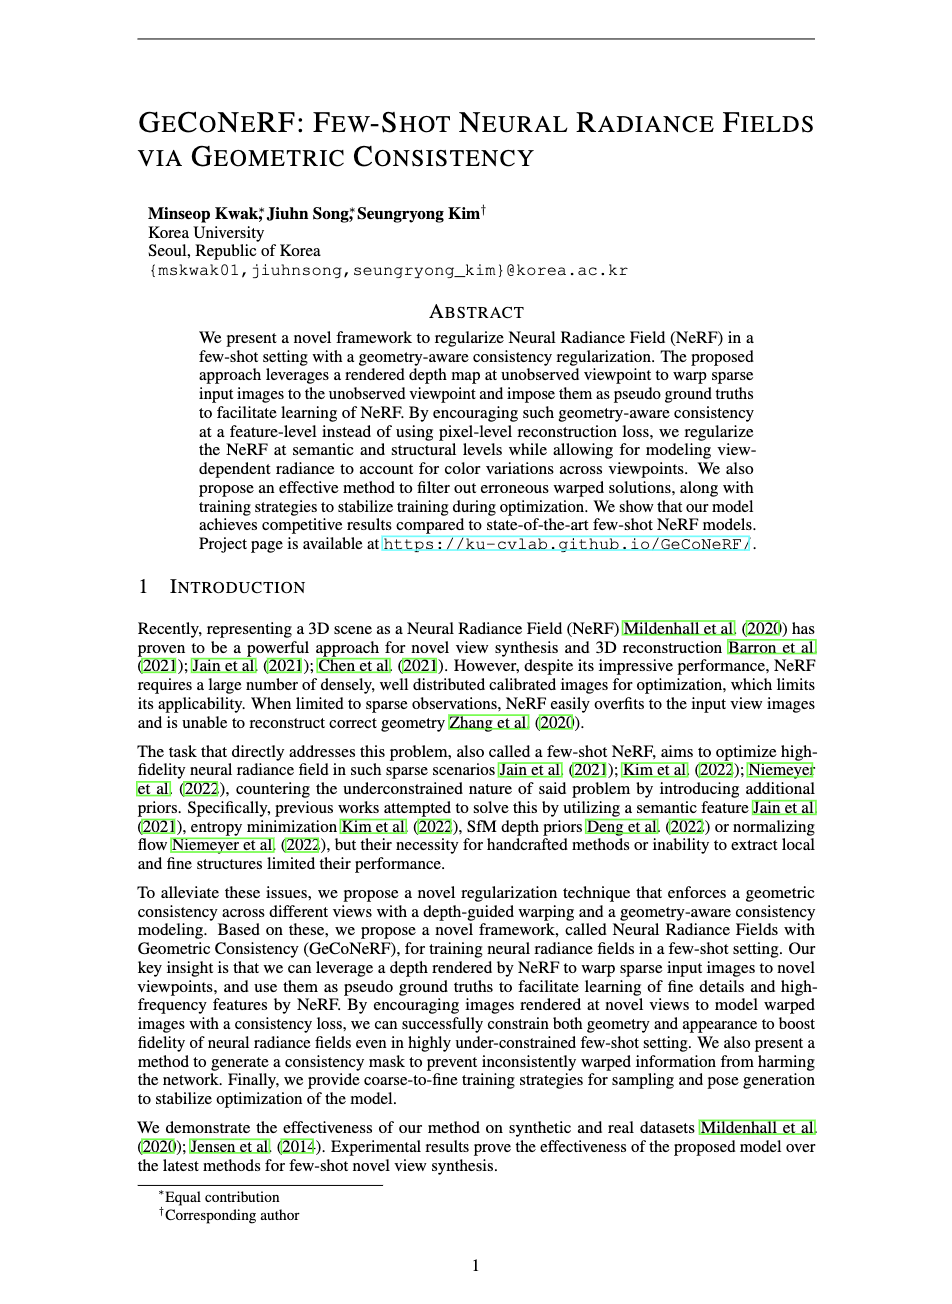 GECONERF: FEW-SHOT NEURAL RADIANCE FIELDS
VIA GEOMETRIC CONSISTENCY
Minseop Kwak*, Jiuhn Song*, Seungryong Kim†
Korea University
Seoul, Republic of Korea
{mskwak01,jiuhnsong,seungryong_kim}@korea.ac.kr
ABSTRACT
We present a novel framework to regularize Neural Radiance Field (NeRF) in a
few-shot setting with a geometry-aware consistency regularization. The proposed
approach leverages a rendered depth map at unobserved viewpoint to warp sparse
input images to the unobserved viewpoint and impose them as pseudo ground truths
to facilitate learning of NeRF. By encouraging such geometry-aware consistency
at a feature-level instead of using pixel-level reconstruction loss, we regularize
the NeRF at semantic and structural levels while allowing for modeling view-
dependent radiance to account for color variations across viewpoints. We also
propose an effective method to filter out erroneous warped solutions, along with
training strategies to stabilize training during optimization. We show that our model
achieves competitive results compared to state-of-the-art few-shot NeRF models.
Project page is available at https://ku-cvlab.github.io/GeCoNeRF/.
1 INTRODUCTION
Recently, representing a 3D scene as a Neural Radiance Field (NeRF) Mildenhall et al. (2020) has
proven to be a powerful approach for novel view synthesis and 3D reconstruction Barron et al.
(2021); Jain et al. (2021); Chen et al. (2021). However, despite its impressive performance, NeRF
requires a large number of densely, well distributed calibrated images for optimization, which limits
its applicability. When limited to sparse observations, NeRF easily overfits to the input view images
and is unable to reconstruct correct geometry Zhang et al. (2020).
The task that directly addresses this problem, also called a few-shot NeRF, aims to optimize high-
fidelity neural radiance field in such sparse scenarios Jain et al. (2021); Kim et al. (2022); Niemeyer
et al. (2022), countering the underconstrained nature of said problem by introducing additional
priors. Specifically, previous works attempted to solve this by utilizing a semantic feature Jain et al.
(2021), entropy minimization Kim et al. (2022), SfM depth priors Deng et al. (2022) or normalizing
flow Niemeyer et al. (2022), but their necessity for handcrafted methods or inability to extract local
and fine structures limited their performance.
To alleviate these issues, we propose a novel regularization technique that enforces a geometric
consistency across different views with a depth-guided warping and a geometry-aware consistency
modeling. Based on these, we propose a novel framework, called Neural Radiance Fields with
Geometric Consistency (GeCoNeRF), for training neural radiance fields in a few-shot setting. Our
key insight is that we can leverage a depth rendered by NeRF to warp sparse input images to novel
viewpoints, and use them as pseudo ground truths to facilitate learning of fine details and high-
frequency features by NeRF. By encouraging images rendered at novel views to model warped
images with a consistency loss, we can successfully constrain both geometry and appearance to boost
fidelity of neural radiance fields even in highly under-constrained few-shot setting. We also present a
method to generate a consistency mask to prevent inconsistently warped information from harming
the network. Finally, we provide coarse-to-fine training strategies for sampling and pose generation
to stabilize optimization of the model.
We demonstrate the effectiveness of our method on synthetic and real datasets Mildenhall et al.
(2020); Jensen et al. (2014). Experimental results prove the effectiveness of the proposed model over
the latest methods for few-shot novel view synthesis.
*Equal contribution
†Corresponding author
1